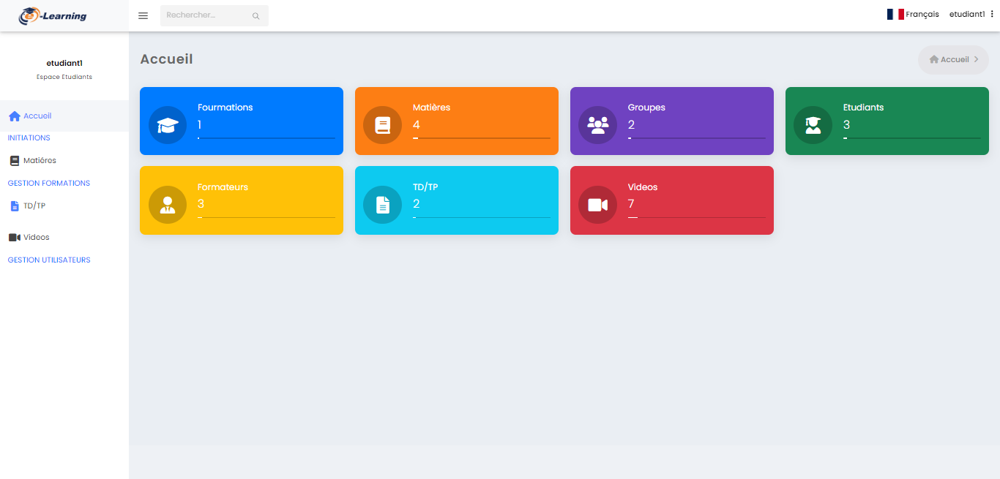 e-Learning
Rechercher...
Français
etudiant1
etudiant1
Espace Etudiants
Accueil
INITIATIONS
Matiéres
GESTION FORMATIONS
TD/TP
Videos
GESTION UTILISATEURS
Accueil
Accueil
Fourmations
1
Matières
4
Groupes
2
Etudiants
3
Formateurs
3
TD/TP
2
Videos
7